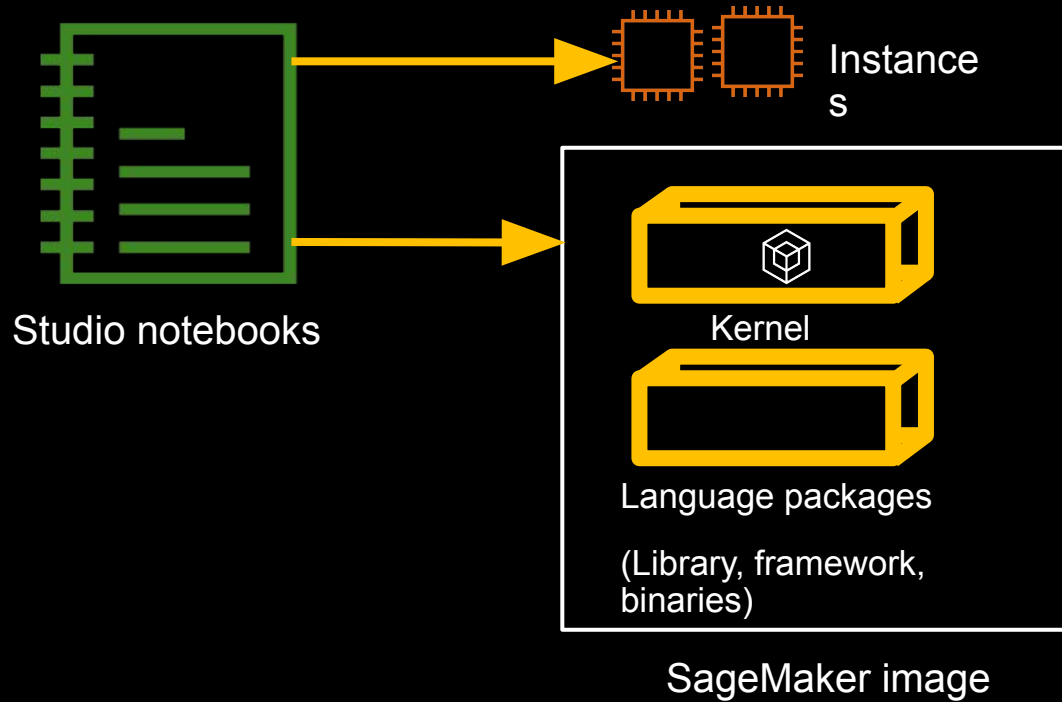 Instance
s
Studio notebooks
Kernel
Language packages
(Library, framework,
binaries)
SageMaker image